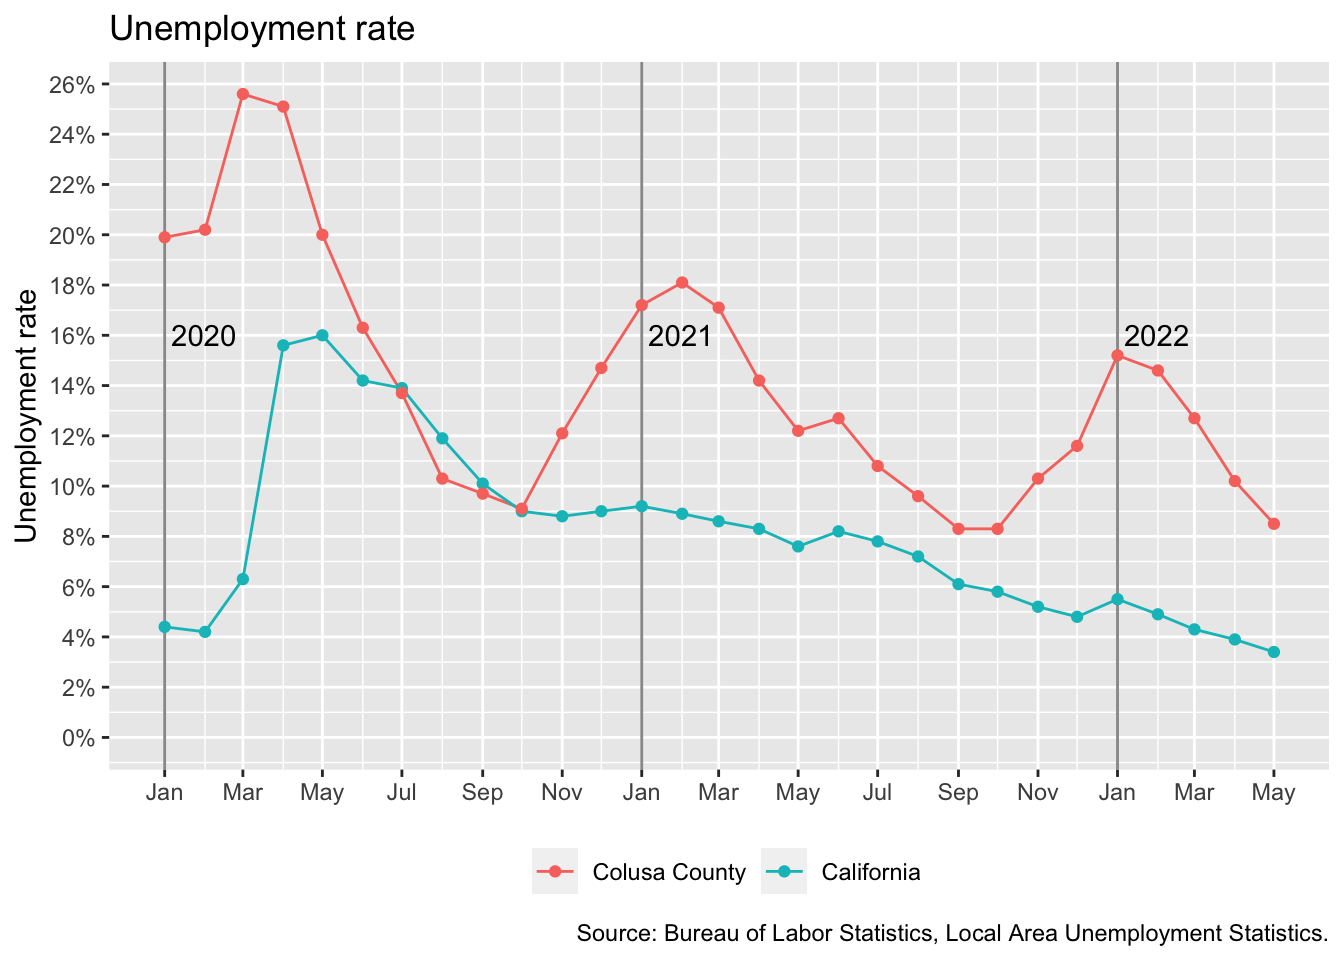 Unemployment rate
Unemployment rate
26%
24%
22%
20%
18%
16%
14%
12%
10%
8%
6%
4%
2%
0%
2020 2021 2022
Jan Mar May Jul Sep Nov Jan Mar May Jul Sep Nov Jan Mar May
Colusa County California
Source: Bureau of Labor Statistics, Local Area Unemployment Statistics.